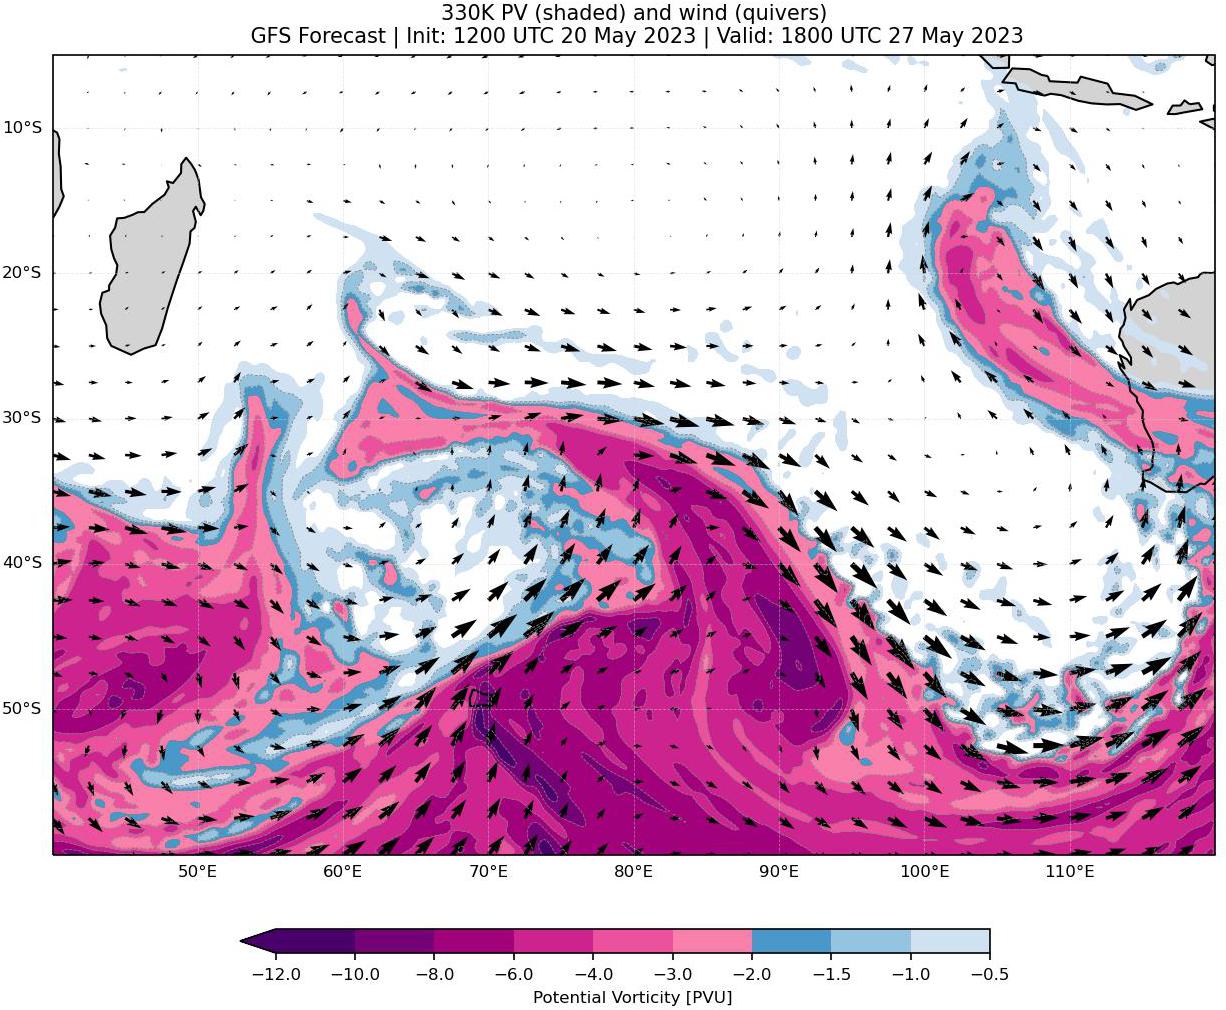 330K PV (shaded) and wind (quivers)
GFS Forecast | Init: 1200 UTC 20 May 2023 | Valid: 1800 UTC 27 May 2023
10°S
20°S
30°S
40°S
50°S
50°E 60°E 70°E 80°E 90°E 100°E 110°E
−12.0 −10.0 −8.0 −6.0 −4.0 −3.0 −2.0 −1.5 −1.0 −0.5
Potential Vorticity [PVU]